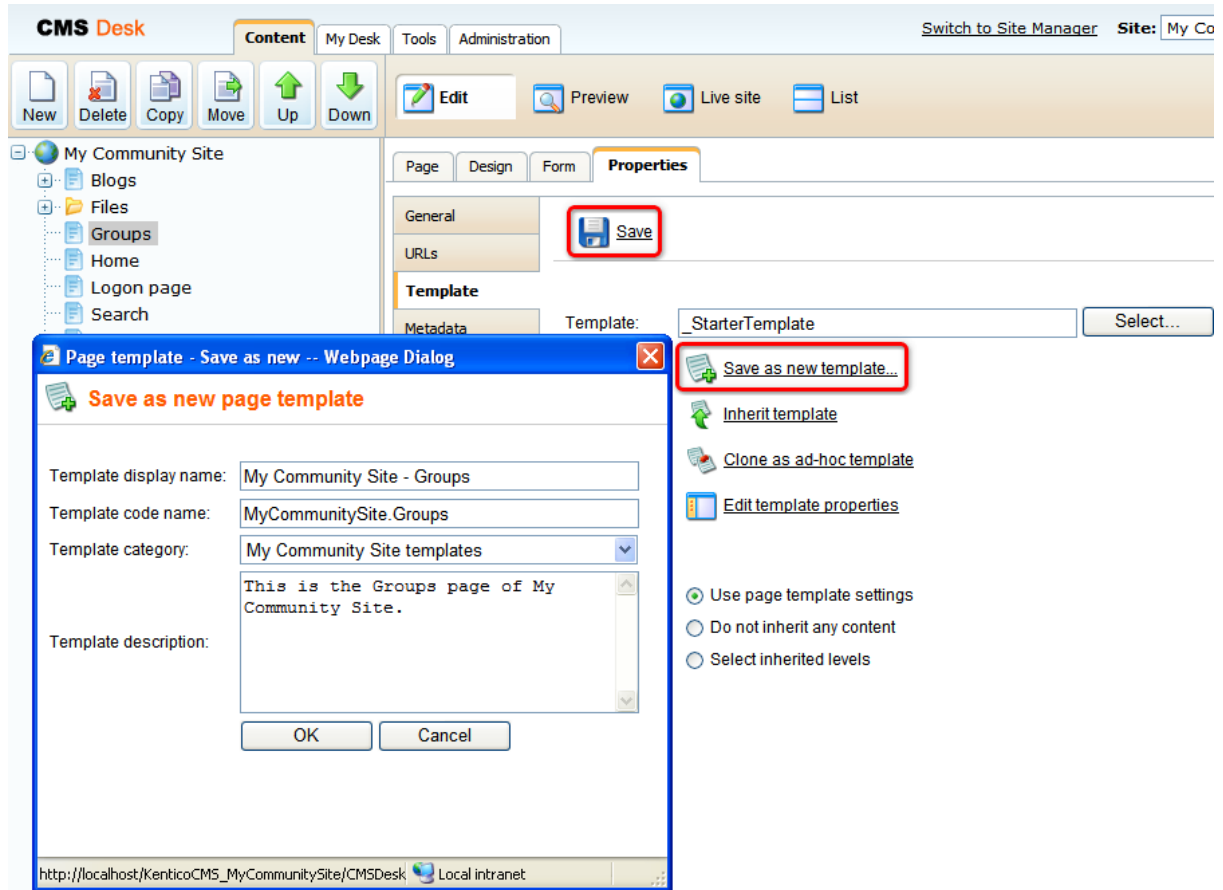 CMS Desk
Content My Desk Tools Administration
Switch to Site Manager Site: My Co
New Delete Copy Move Up Down
Edit Preview Live site List
My Community Site
Blogs
Files
Groups
Home
Logon page
Search
Page Design Form Properties
General
URLs
Template
Metadata
Save
Template: _StarterTemplate Select...
Save as new template...
Inherit template
Clone as ad-hoc template
Edit template properties
Use page template settings
Do not inherit any content
Select inherited levels
Page template - Save as new -- Webpage Dialog
Save as new page template
Template display name: My Community Site - Groups
Template code name: MyCommunitySite.Groups
Template category: My Community Site templates
Template description:
This is the Groups page of My
Community Site.
OK Cancel
http://localhost/KenticoCMS_MyCommunitySite/CMSDesk Local intranet